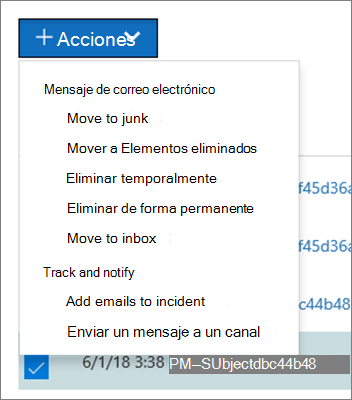 + Acciones
Mensaje de correo electrónico
Move to junk
Mover a Elementos eliminados
Eliminar temporalmente
f45d36a
Eliminar de forma permanente
Move to inbox
f45d36a
Track and notify
Add emails to incident
c44b48
Enviar un mensaje a un canal
6/1/18 3:38 PM–SUbjectdbc44b48